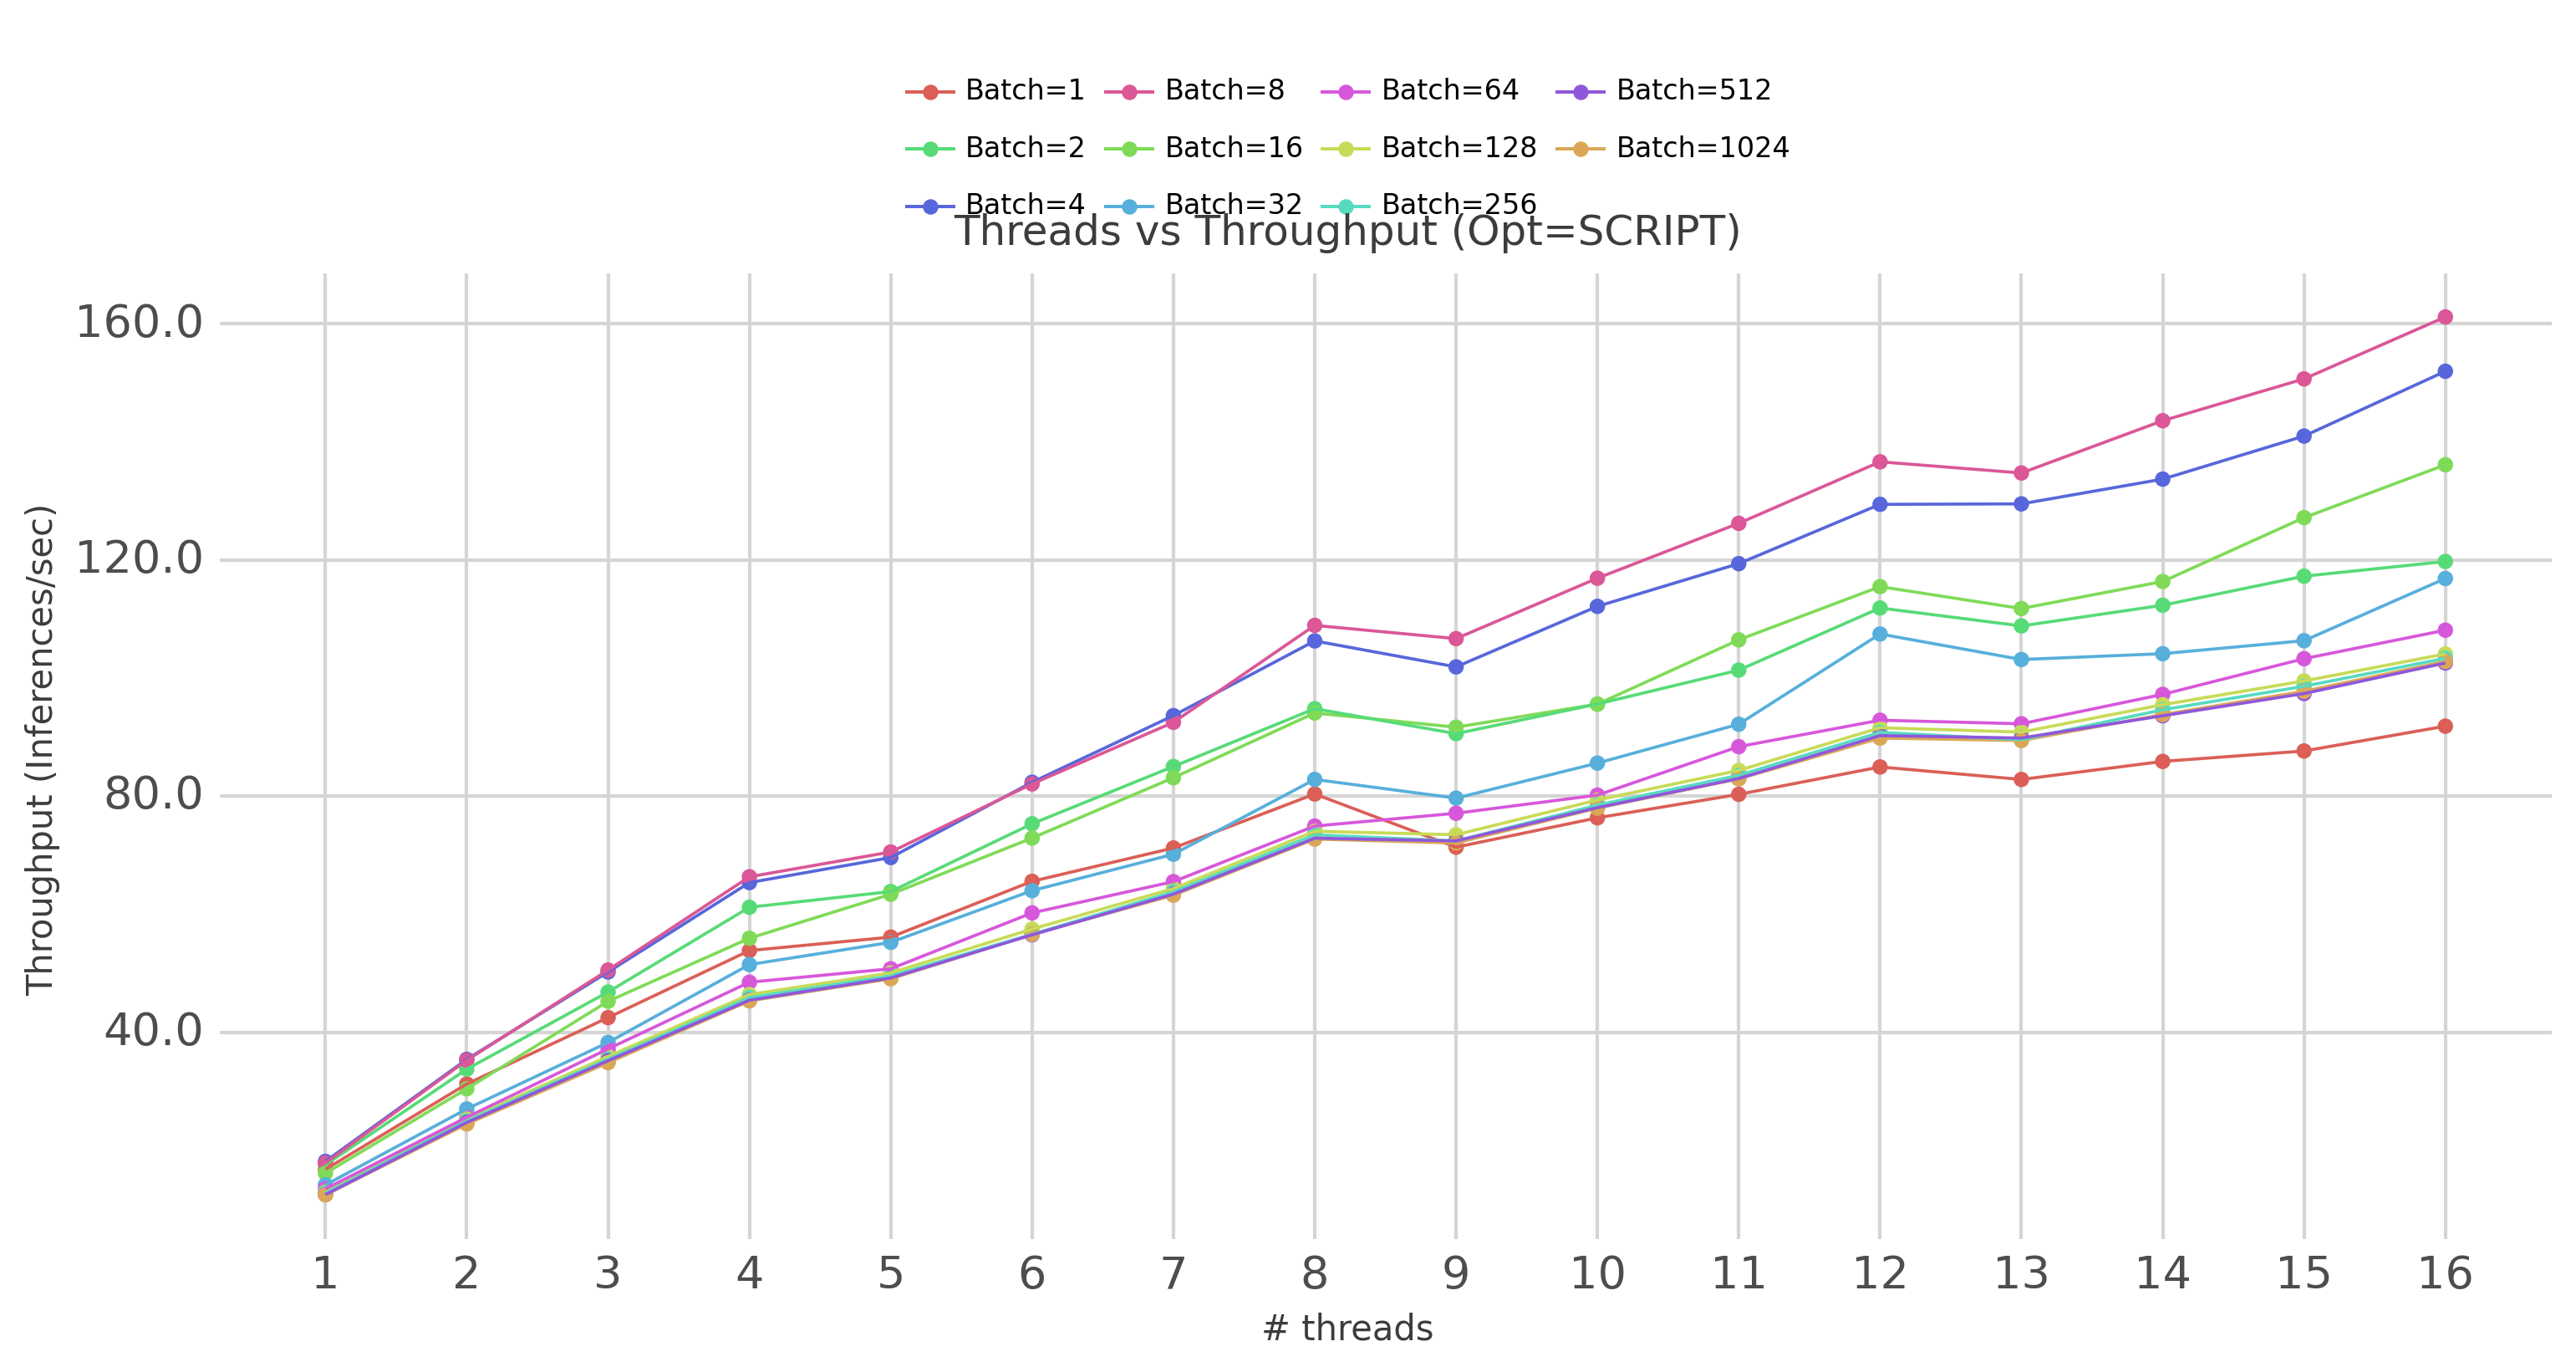 Batch=1 Batch=8 Batch=64 Batch=512
Batch=2 Batch=16 Batch=128 Batch=1024
Batch=4 Batch=32 Batch=256
Threads vs Throughput (Opt=SCRIPT)
Throughput (Inferences/sec)
160.0
120.0
80.0
40.0
1 2 3 4 5 6 7 8 9 10 11 12 13 14 15 16
# threads